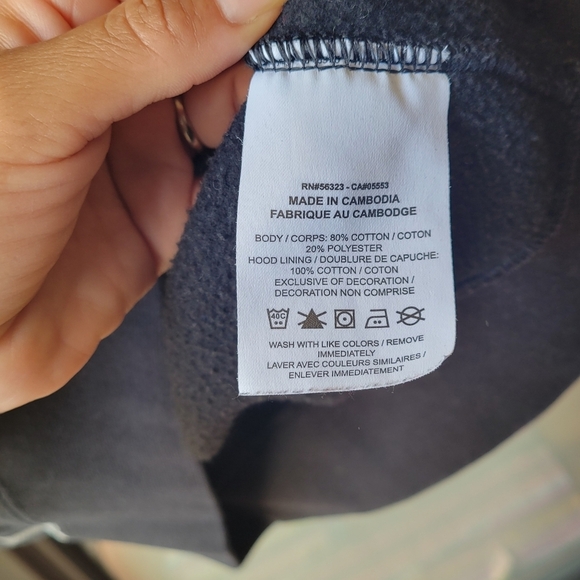 RN#56323 - CA#05553
MADE IN CAMBODIA
FABRIQUE AU CAMBODGE
BODY / CORPS: 80% COTTON / COTON
20% POLYESTER
HOOD LINING / DOUBLURE DE CAPUCHE:
100% COTTON / COTON
EXCLUSIVE OF DECORATION /
DECORATION NON COMPRISE
40C
WASH WITH LIKE COLORS / REMOVE
IMMEDIATELY
LAVER AVEC COULEURS SIMILAIRES /
ENLEVER IMMEDIATEMENT